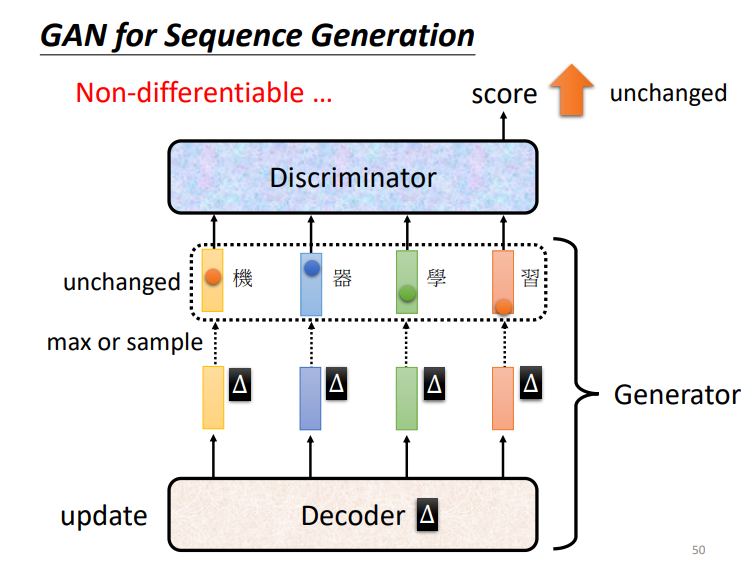 GAN for Sequence Generation
Non-differentiable …
score
unchanged
Discriminator
unchanged
機
器
學
習
max or sample
Δ
Δ
Δ
Δ
Generator
update
Decoder Δ
50